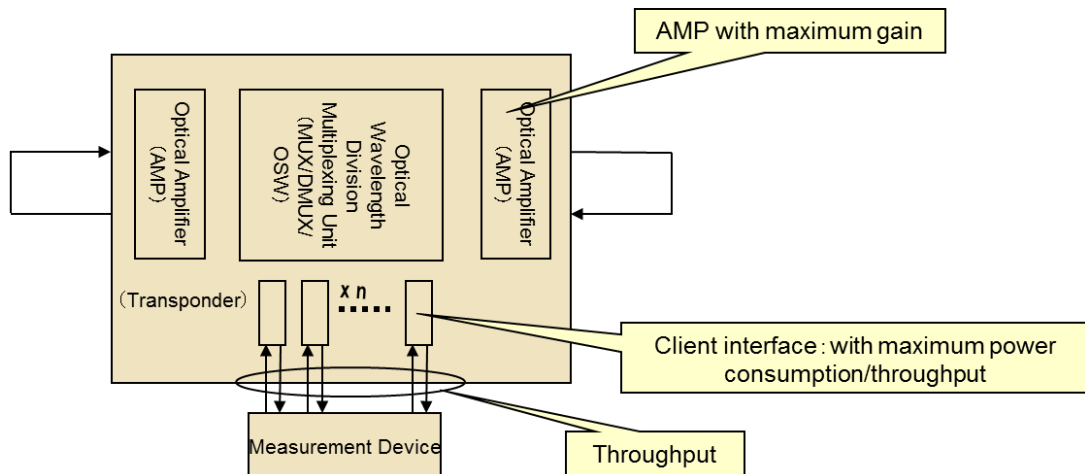 AMP with maximum gain
Optical Amplifier
(AMP)
Optical
Wavelength
Division
Multiplexing Unit
(MUX/DMUX/
OSW)
Optical Amplifier
(AMP)
(Transponder)
x n
Client interface：with maximum power
consumption/throughput
Measurement Device
Throughput